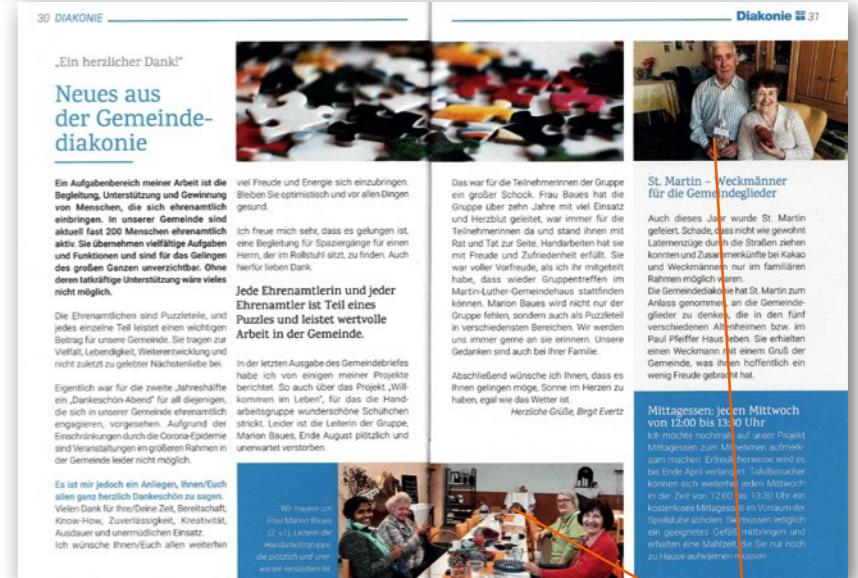 30 DIAKONIE
Diakonie 31
„Ein herzlicher Dank!"
Neues aus
der Gemeinde-
diakonie
Ein Aufgabenbereich meiner Arbeit ist die
Begleitung, Unterstützung und Gewinnung
von Menschen, die sich ehrenamtlich
einbringen. In unserer Gemeinde sind
aktuell fast 200 Menschen ehrenamtlich
aktiv. Sie übernehmen vielfältige Aufgaben
und Funktionen und sind für das Gelingen
des großen Ganzen unverzichtbar. Ohne
deren tatkräftige Unterstützung wäre vieles
nicht möglich.
Die Ehrenamtlichen sind Puzzleteile, und
jedes einzelne Teil leistet einen wichtigen
Beitrag für unsere Gemeinde. Sie tragen zur
Vielfalt, Lebendigkeit, Weiterentwicklung und
nicht zuletzt zu gelebter Nächstenliebe bei.
Eigentlich war für die zweite Jahreshälfte
ein „Dankeschön-Abend" für all diejenigen,
die sich in unserer Gemeinde ehrenamtlich
engagieren, vorgesehen. Aufgrund der
Einschränkungen durch die Corona-Epidemie
sind Veranstaltungen im größeren Rahmen in
der Gemeinde leider nicht möglich.
Es ist mir jedoch ein Anliegen, Ihnen/Euch
allen ganz herzlich Dankeschön zu sagen.
Vielen Dank für Ihre/Deine Zeit, Bereitschaft,
Know-How, Zuverlässigkeit, Kreativität,
Ausdauer und unermüdlichen Einsatz.
Ich wünsche Ihnen/Euch allen weiterhin
viel Freude und Energie sich einzubringen.
Bleiben Sie optimistisch und vor allen Dingen
gesund.
Ich freue mich sehr, dass es gelungen ist,
eine Begleitung für Spaziergänge für einen
Herrn, der im Rollstuhl sitzt, zu finden. Auch
hierfür lieben Dank.
Jede Ehrenamtlerin und jeder
Ehrenamtler ist Teil eines
Puzzles und leistet wertvolle
Arbeit in der Gemeinde.
In der letzten Ausgabe des Gemeindebriefes
habe ich von einigen meiner Projekte
berichtet. So auch über das Projekt „Will-
kommen im Leben", für das die Hand-
arbeitsgruppe wunderschöne Schühchen
strickt. Leider ist die Leiterin der Gruppe,
Marion Baues, Ende August plötzlich und
unerwartet verstorben.
Wir trauern um
Frau Marion Baues
(2. v.l.), Leiterin der
Handarbeitsgruppe,
die plötzlich und uner-
wartet verstorben ist.
Das war für die Teilnehmerinnen der Gruppe
ein großer Schock. Frau Baues hat die
Gruppe über zehn Jahre mit viel Einsatz
und Herzblut geleitet, war immer für die
Teilnehmerinnen da und stand ihnen mit
Rat und Tat zur Seite. Handarbeiten hat sie
mit Freude und Zufriedenheit erfüllt. Sie
war voller Vorfreude, als ich ihr mitgeteilt
habe, dass wieder Gruppentreffen im
Martin-Luther-Gemeindehaus stattfinden
können. Marion Baues wird nicht nur der
Gruppe fehlen, sondern auch als Puzzleteil
in verschiedensten Bereichen. Wir werden
uns immer gerne an sie erinnern. Unsere
Gedanken sind auch bei Ihrer Familie.
Abschließend wünsche ich Ihnen, dass es
Ihnen gelingen möge, Sonne im Herzen zu
haben, egal wie das Wetter ist.
Herzliche Grüße, Birgit Evertz
St. Martin – Weckmänner
für die Gemeindeglieder
Auch dieses Jahr wurde St. Martin
gefeiert. Schade, dass nicht wie gewohnt
Laternenzüge durch die Straßen ziehen
konnten und Zusammenkünfte bei Kakao
und Weckmännern nur im familiären
Rahmen möglich waren.
Die Gemeindediakonie hat St. Martin zum
Anlass genommen, an die Gemeinde-
glieder zu denken, die in den fünf
verschiedenen Altenheimen bzw. im
Paul Pfeiffer Haus leben. Sie erhielten
einen Weckmann mit einem Gruß der
Gemeinde, was ihnen hoffentlich ein
wenig Freude gebracht hat.
Mittagessen: jeden Mittwoch
von 12:00 bis 13:30 Uhr
Ich möchte nochmals auf unser Projekt
Mittagessen zum Mitnehmen aufmerk-
sam machen. Erfreulicherweise wird es
bis Ende April verlängert. Tafelbesucher
können sich weiterhin jeden Mittwoch
in der Zeit von 12:00 bis 13:30 Uhr ein
kostenloses Mittagessen im Vorraum der
Spielstube abholen. Sie müssen lediglich
ein geeignetes Gefäß mitbringen und
erhalten eine Mahlzeit, die Sie nur noch
zu Hause aufwärmen müssen.